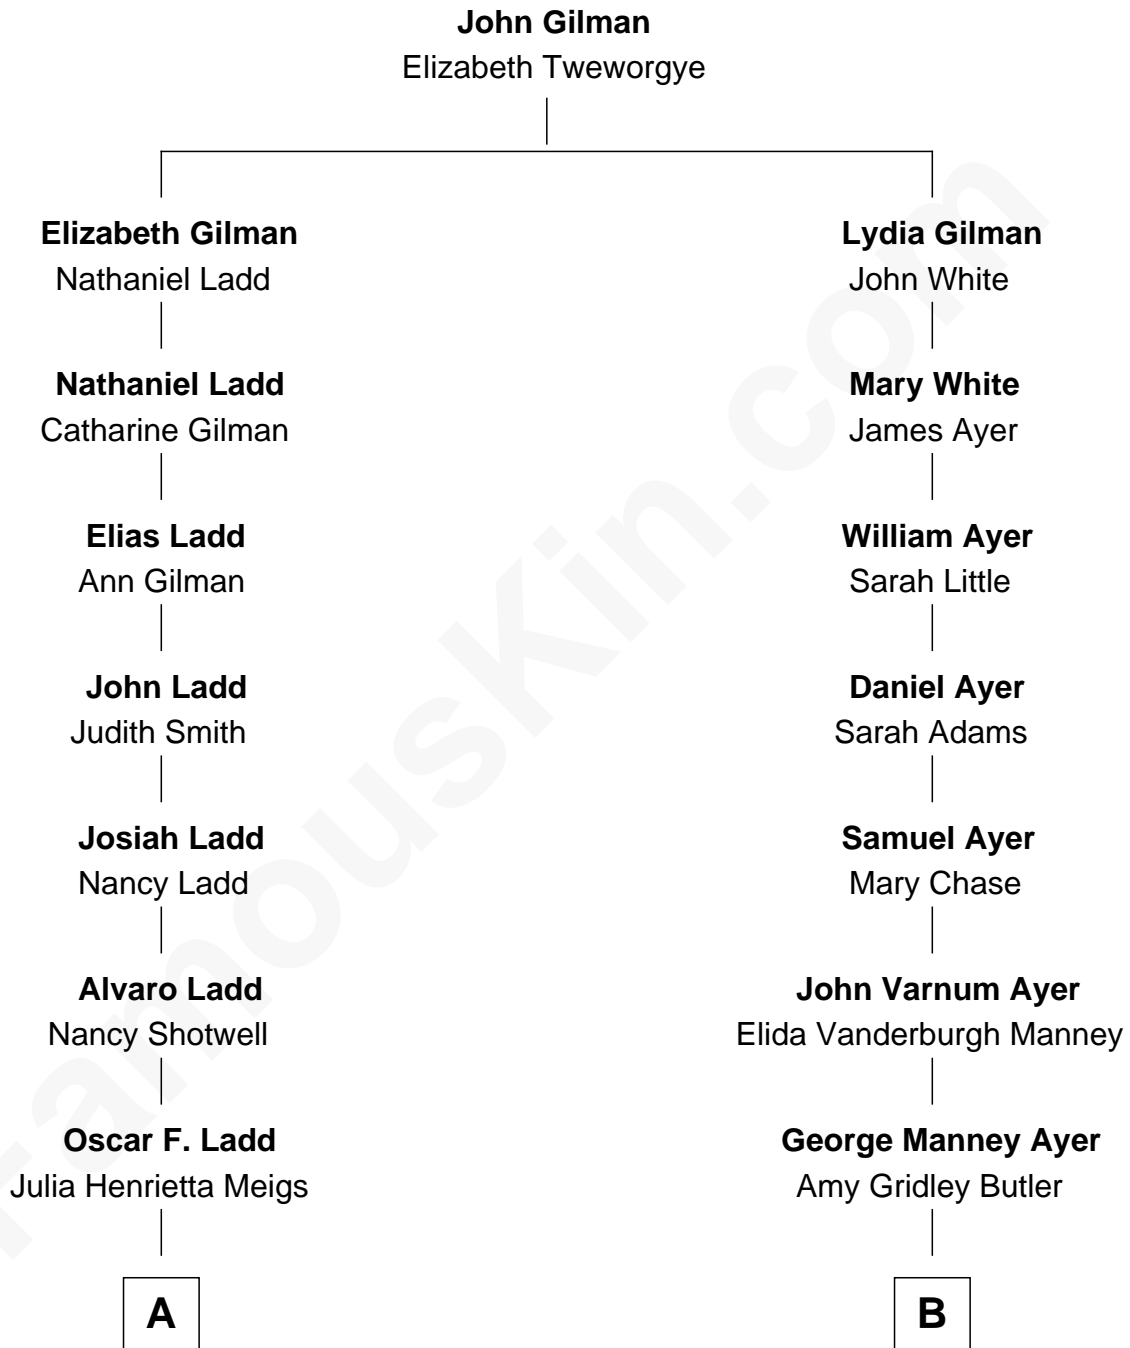 John Gilman
Elizabeth Tweworgye
Elizabeth Gilman
Nathaniel Ladd
Nathaniel Ladd
Catharine Gilman
Elias Ladd
Ann Gilman
John Ladd
Judith Smith
Josiah Ladd
Nancy Ladd
Alvaro Ladd
Nancy Shotwell
Oscar F. Ladd
Julia Henrietta Meigs
A
Lydia Gilman
John White
Mary White
James Ayer
William Ayer
Sarah Little
Daniel Ayer
Sarah Adams
Samuel Ayer
Mary Chase
John Varnum Ayer
Elida Vanderburgh Manney
George Manney Ayer
Amy Gridley Butler
B
FamousKin.com